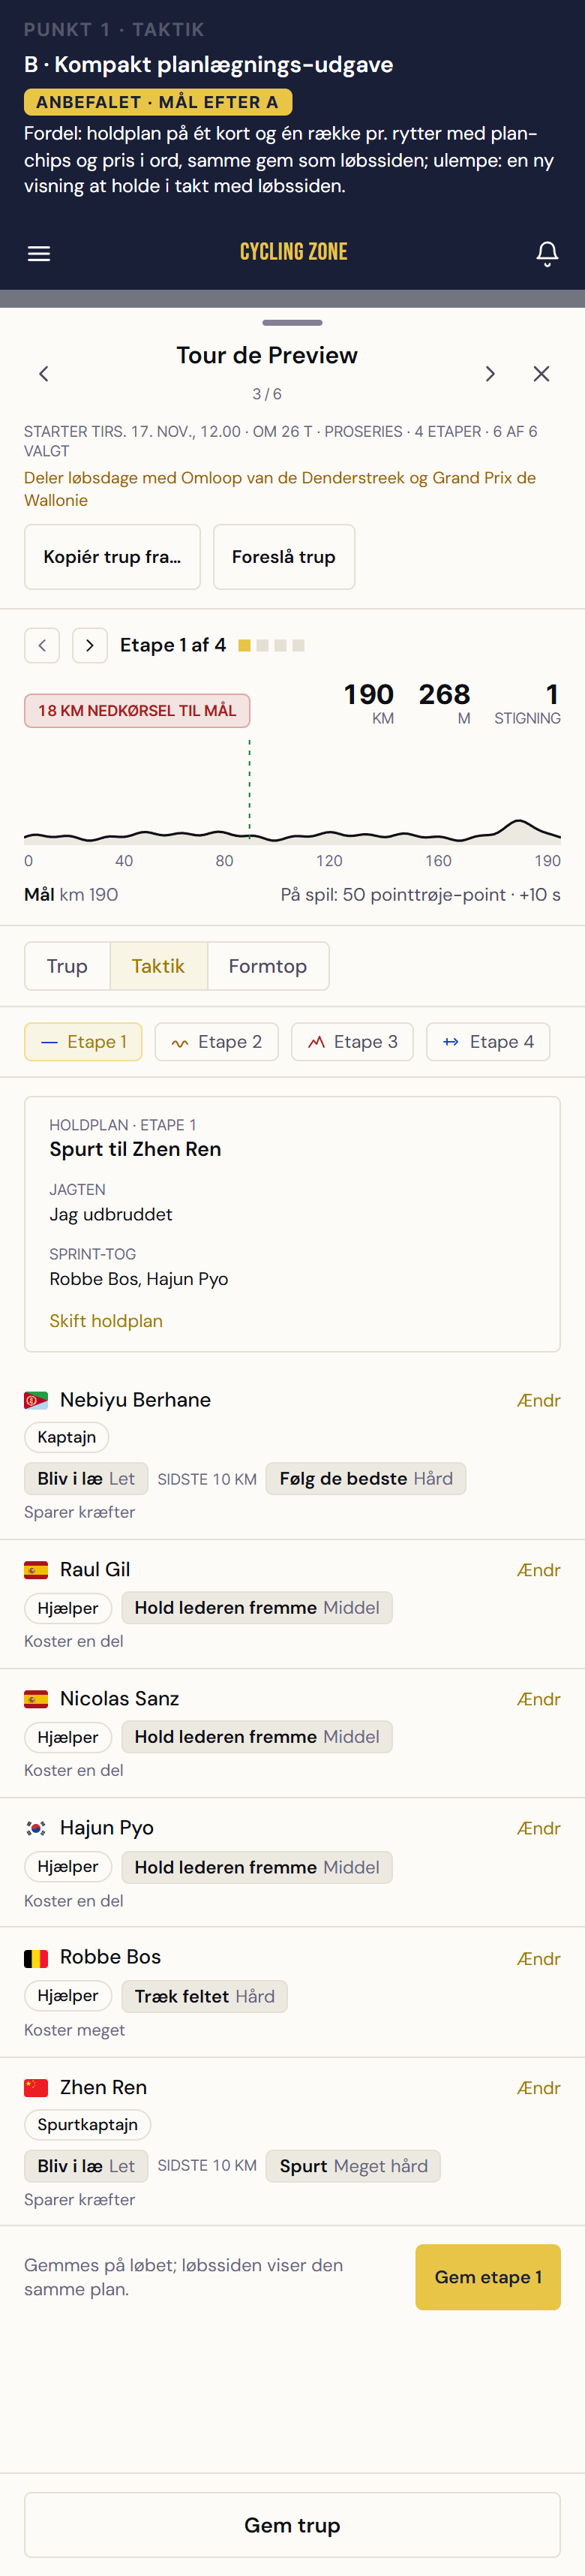 PUNKT 1 · TAKTIK
B · Kompakt planlægnings-udgave
ANBEFALET · MÅL EFTER A
Fordel: holdplan på ét kort og én række pr. rytter med plan-
chips og pris i ord, samme gem som løbssiden; ulempe: en ny
visning at holde i takt med løbssiden.
CYCLING ZONE
Tour de Preview
3 / 6
STARTER TIRS. 17. NOV., 12.00 · OM 26 T · PROSERIES · 4 ETAPER · 6 AF 6
VALGT
Deler løbsdage med Omloop van de Denderstreek og Grand Prix de
Wallonie
Kopiér trup fra...
Foreslå trup
Etape 1 af 4
18 KM NEDKØRSEL TIL MÅL
190 268 1
KM M STIGNING
0 40 80 120 160 190
Mål km 190
På spil: 50 pointtrøje-point · +10 s
Trup Taktik Formtop
Etape 1 Etape 2 Etape 3 Etape 4
HOLDPLAN · ETAPE 1
Spurt til Zhen Ren
JAGTEN
Jag udbruddet
SPRINT-TOG
Robbe Bos, Hajun Pyo
Skift holdplan
Nebiyu Berhane Ændr
Kaptajn
Bliv i læ Let SIDSTE 10 KM Følg de bedste Hård
Sparer kræfter
Raul Gil Ændr
Hjælper Hold lederen fremme Middel
Koster en del
Nicolas Sanz Ændr
Hjælper Hold lederen fremme Middel
Koster en del
Hajun Pyo Ændr
Hjælper Hold lederen fremme Middel
Koster en del
Robbe Bos Ændr
Hjælper Træk feltet Hård
Koster meget
Zhen Ren Ændr
Spurtkaptajn
Bliv i læ Let SIDSTE 10 KM Spurt Meget hård
Sparer kræfter
Gemmes på løbet; løbssiden viser den
samme plan.
Gem etape 1
Gem trup